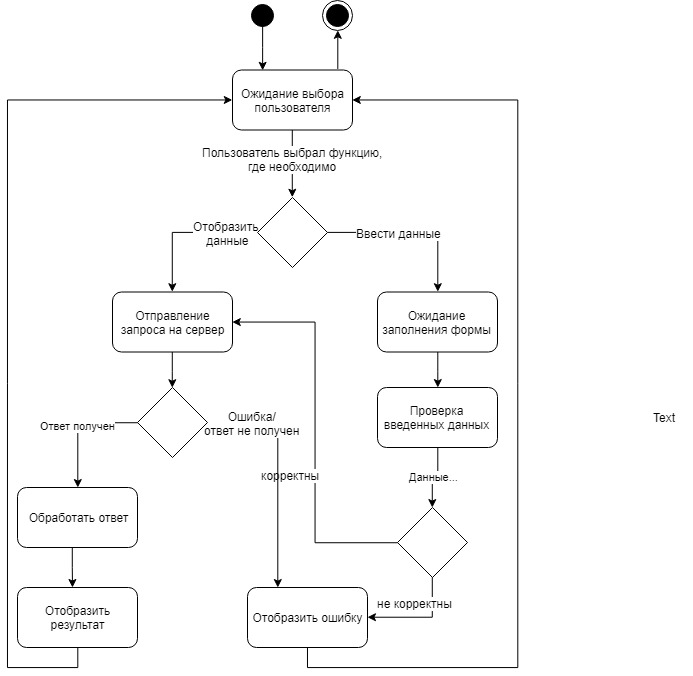 Ожидание выбора
пользователя
Пользователь выбрал функцию,
где необходимо
Отобразить
данные
Ввести данные
Отправление
запроса на сервер
Ожидание
заполнения формы
Проверка
введенных данных
Text
Ошибка/
ответ не получен
Ответ получен
корректны
Данные...
Обработать ответ
не корректны
Отобразить
результат
Отобразить ошибку